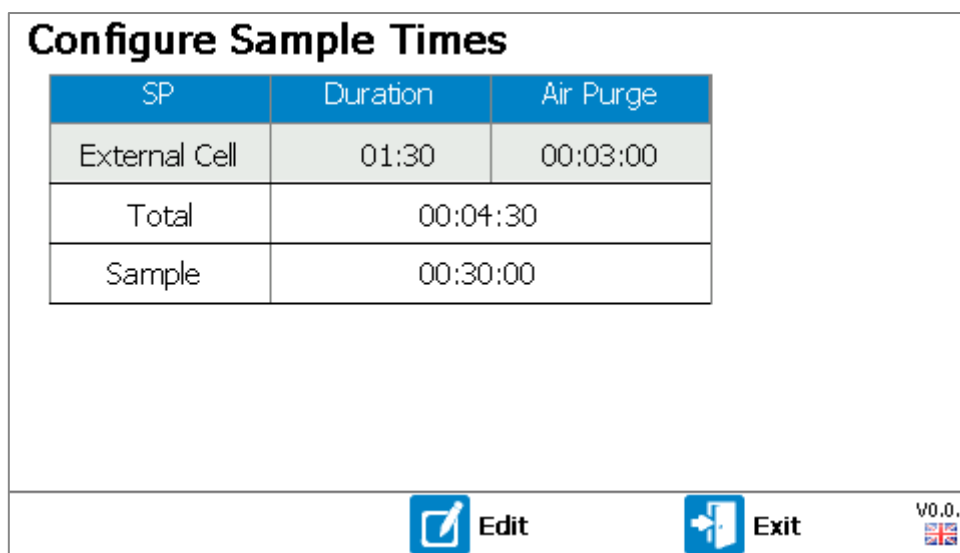 Configure Sample Times
SP Duration Air Purge
External Cell 01:30 00:03:00
Total 00:04:30
Sample 00:30:00
Edit Exit V0.0.